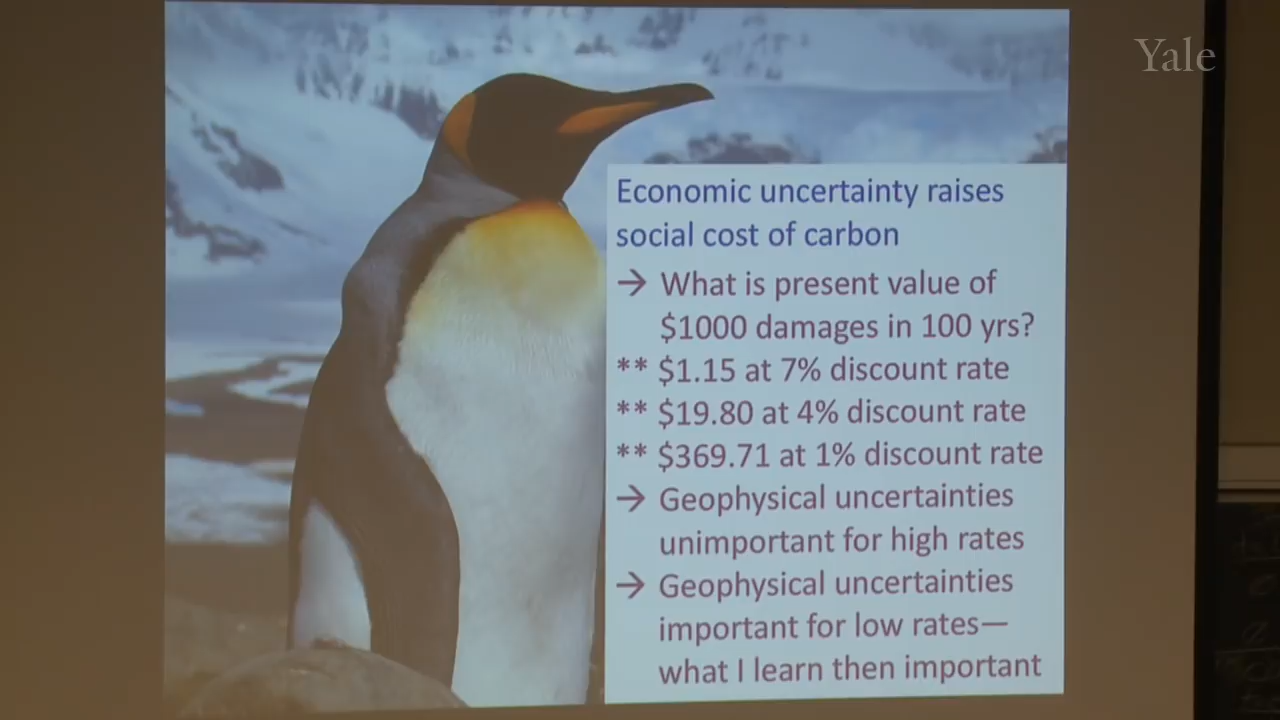 Yale
Economic uncertainty raises
social cost of carbon
→ What is present value of
$1000 damages in 100 yrs?
** $1.15 at 7% discount rate
** $19.80 at 4% discount rate
** $369.71 at 1% discount rate
→ Geophysical uncertainties
unimportant for high rates
→ Geophysical uncertainties
important for low rates—
what I learn then important